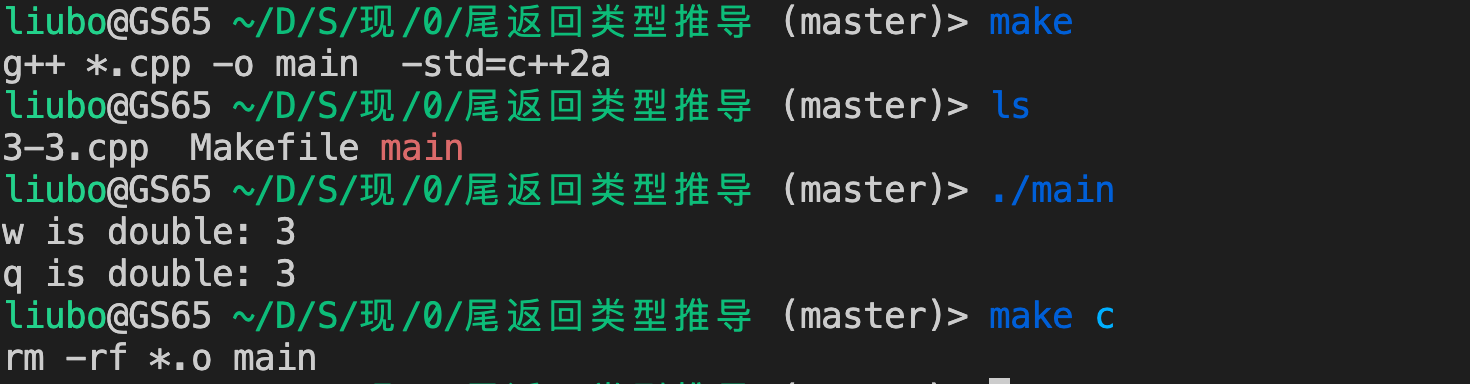 liubo@GS65 ~/D/S/现/0/尾返回类型推导 (master)> make
g++ *.cpp -o main  -std=c++2a
liubo@GS65 ~/D/S/现/0/尾返回类型推导 (master)> ls
3-3.cpp  Makefile main
liubo@GS65 ~/D/S/现/0/尾返回类型推导 (master)> ./main
w is double: 3
q is double: 3
liubo@GS65 ~/D/S/现/0/尾返回类型推导 (master)> make c
rm -rf *.o main